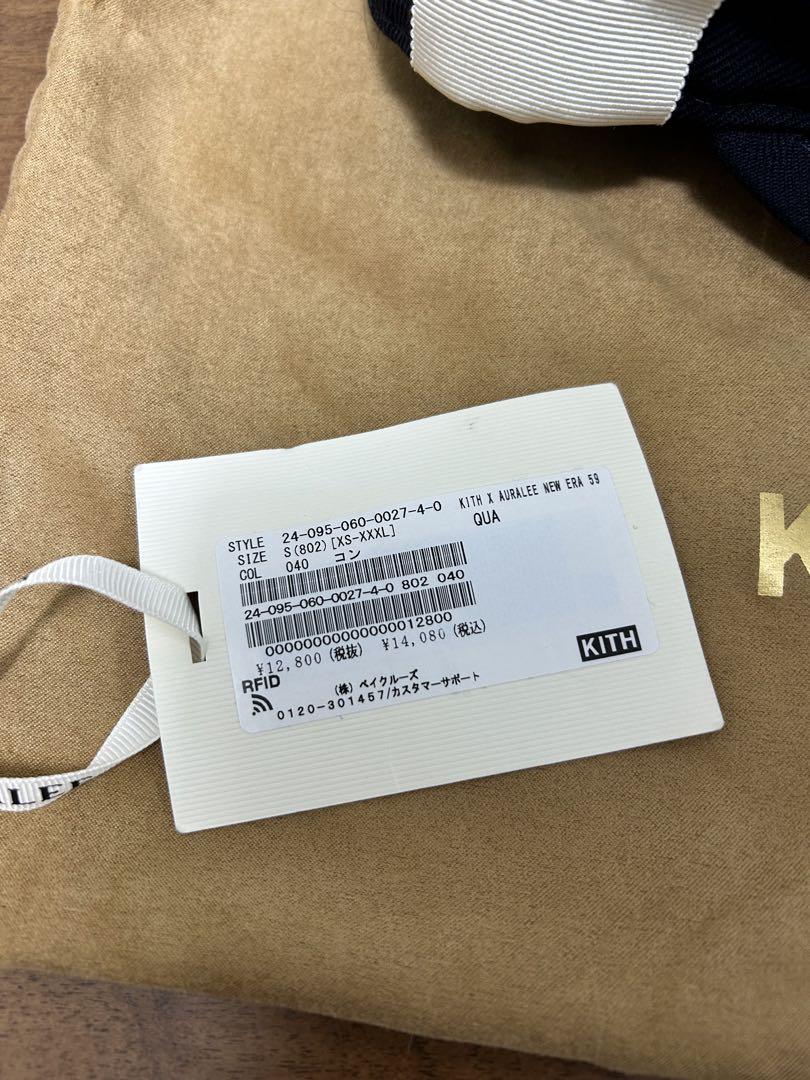 STYLE 24-095-060-0027-4-0 KITH X AURALEE NEW ERA 59
SIZE S(802)[XS-XXXL] QUA
COL 040 コン
24-095-060-0027-4-0 802 040
00000000000000012800
¥12,800(税抜) ¥14,080(税込)
RFID
(株)ベイクルーズ
0120-301457/カスタマーサポート
KITH
K